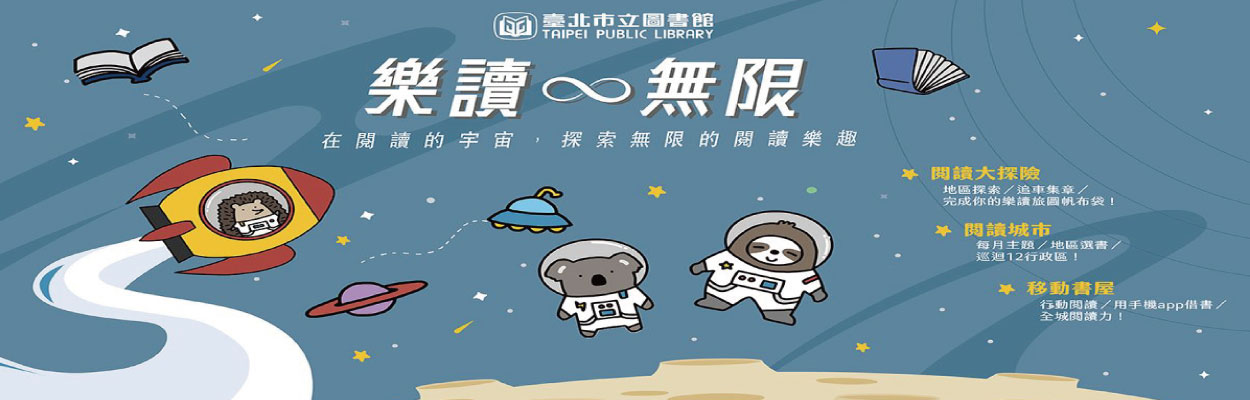 臺北市立圖書館
TAIPEI PUBLIC LIBRARY
樂讀∞無限
在閱讀的宇宙，探索無限的閱讀樂趣
閱讀大探險
地區探索／追車集章／
完成你的樂讀旅圖帆布袋！
閱讀城市
每月主題／地區選書／
巡迴12行政區！
移動書屋
行動閱讀／用手機app借書／
全城閱讀力！